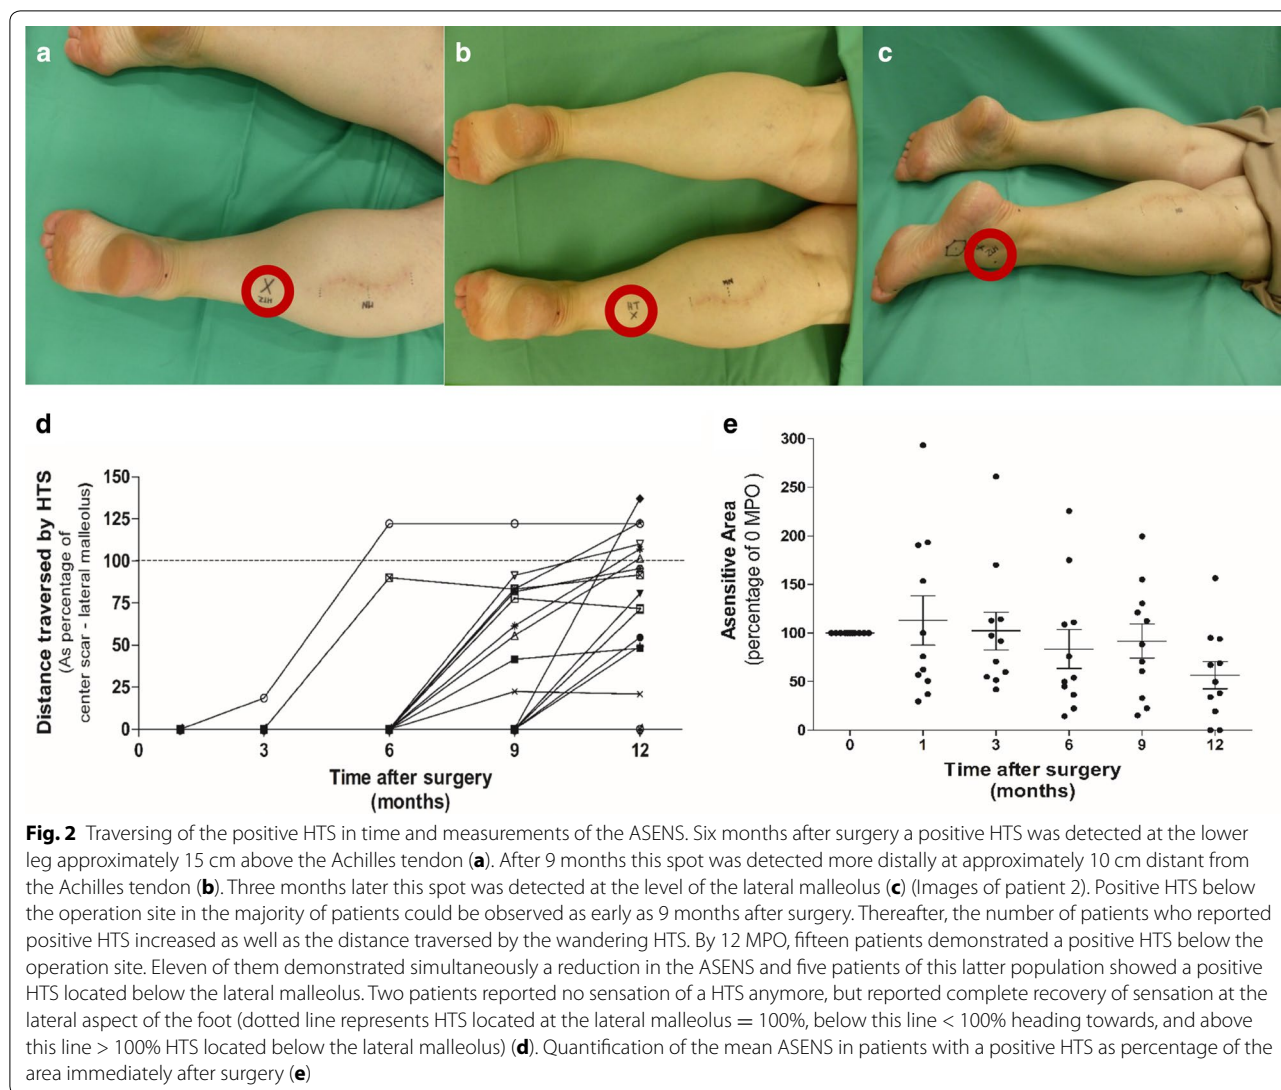 a
b
c
HTZ
MN
TH
MN
d
e
Distance traversed by HTS
(As percentage of
center scar - lateral malleolus)
150
125
100
75
50
25
0
0 3 6 9 12
Time after surgery
(months)
Asensitive Area
(percentage of 0 MPO )
300
250
200
150
100
50
0
0 1 3 6 9 12
Time after surgery
(months)
Fig. 2 Traversing of the positive HTS in time and measurements of the ASENS. Six months after surgery a positive HTS was detected at the lower
leg approximately 15 cm above the Achilles tendon (a). After 9 months this spot was detected more distally at approximately 10 cm distant from
the Achilles tendon (b). Three months later this spot was detected at the level of the lateral malleolus (c) (Images of patient 2). Positive HTS below
the operation site in the majority of patients could be observed as early as 9 months after surgery. Thereafter, the number of patients who reported
positive HTS increased as well as the distance traversed by the wandering HTS. By 12 MPO, fifteen patients demonstrated a positive HTS below the
operation site. Eleven of them demonstrated simultaneously a reduction in the ASENS and five patients of this latter population showed a positive
HTS located below the lateral malleolus. Two patients reported no sensation of a HTS anymore, but reported complete recovery of sensation at the
lateral aspect of the foot (dotted line represents HTS located at the lateral malleolus = 100%, below this line < 100% heading towards, and above
this line > 100% HTS located below the lateral malleolus) (d). Quantification of the mean ASENS in patients with a positive HTS as percentage of the
area immediately after surgery (e)